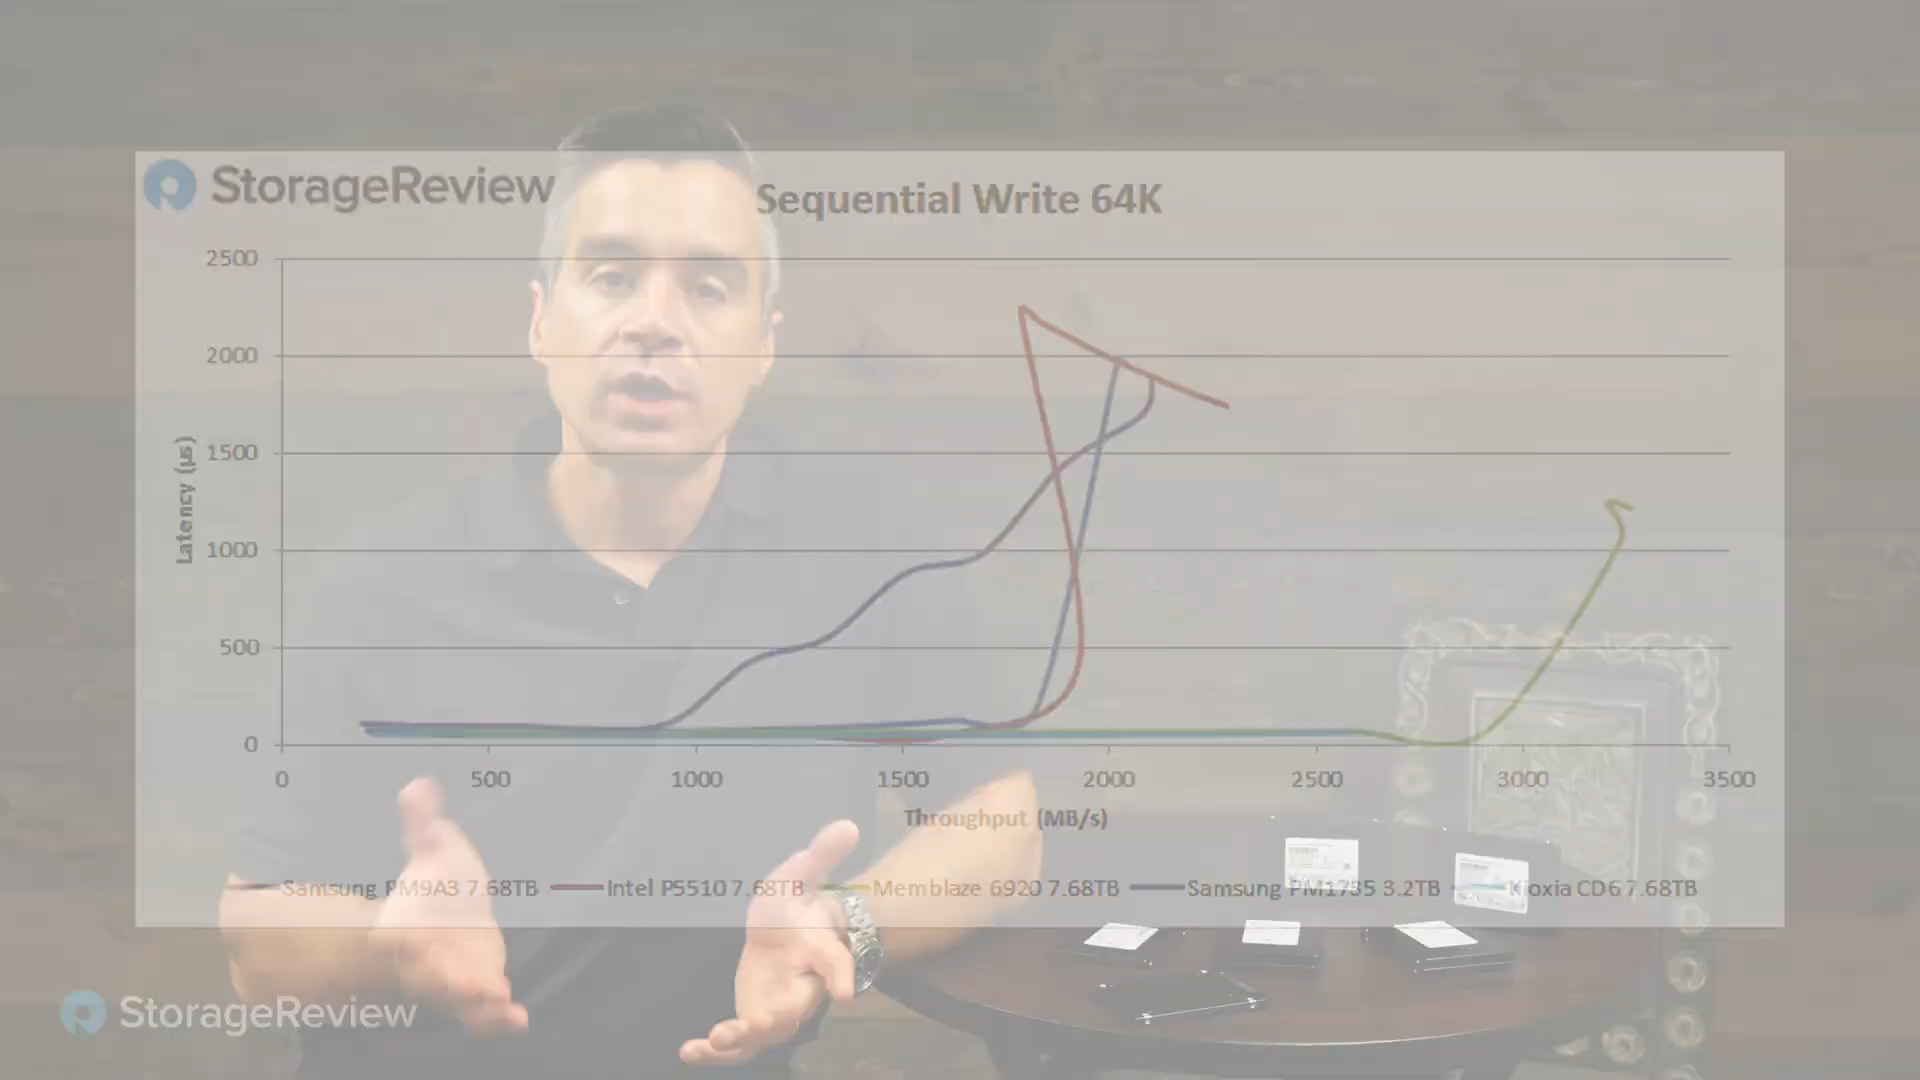 StorageReview
Sequential Write 64K
2500
2000
1500
1000
500
0
Latency (µs)
0 500 1000 1500 2000 2500 3000 3500
Throughput (MB/s)
Samsung PM9A3 7.68TB Intel P5510 7.68TB Memblaze 6920 7.68TB Samsung PM1735 3.2TB Kioxia CD6 7.68TB
StorageReview